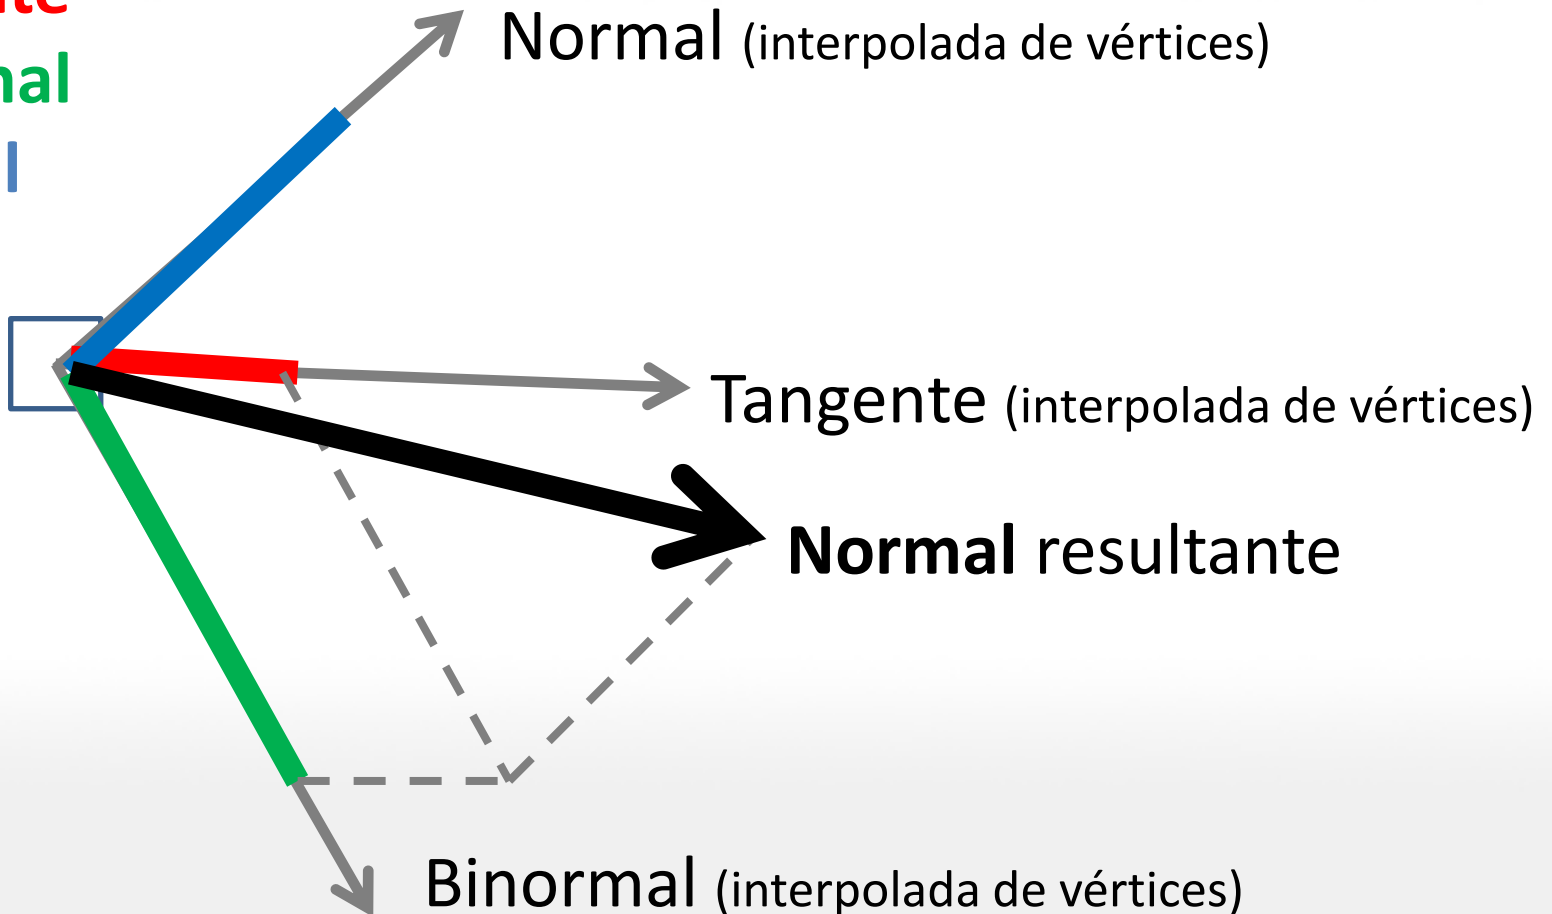 Normal (interpolada de vértices)
Tangente (interpolada de vértices)
Normal resultante
Binormal (interpolada de vértices)